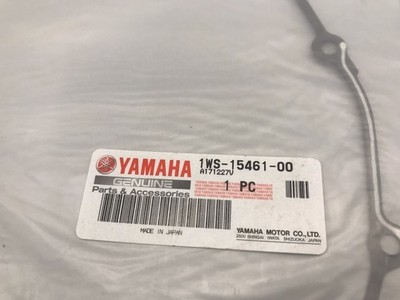 YAMAHA
GENUINE
Parts & Accessories
1WS-15461-00
A171227V
1 PC
MADE IN JAPAN
YAMAHA MOTOR CO., LTD.
2500 SHINGAI IWATA SHIZUOKA JAPAN